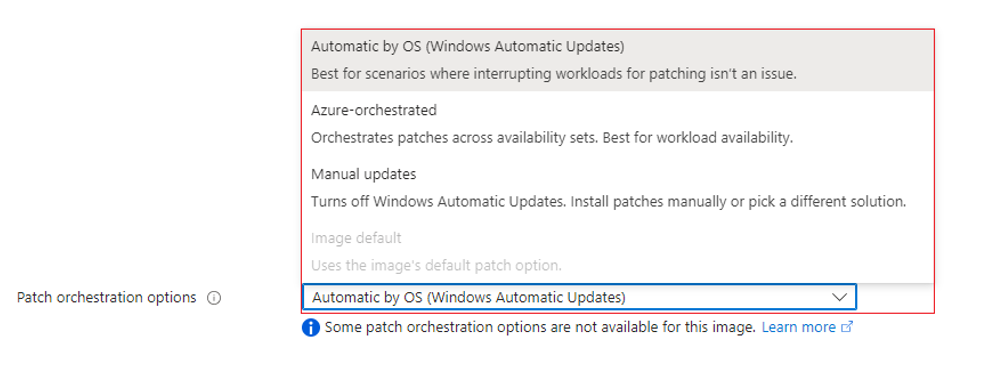 Automatic by OS (Windows Automatic Updates)
Best for scenarios where interrupting workloads for patching isn't an issue.
Azure-orchestrated
Orchestrates patches across availability sets. Best for workload availability.
Manual updates
Turns off Windows Automatic Updates. Install patches manually or pick a different solution.
Image default
Uses the image's default patch option.
Patch orchestration options
Automatic by OS (Windows Automatic Updates)
Some patch orchestration options are not available for this image. Learn more